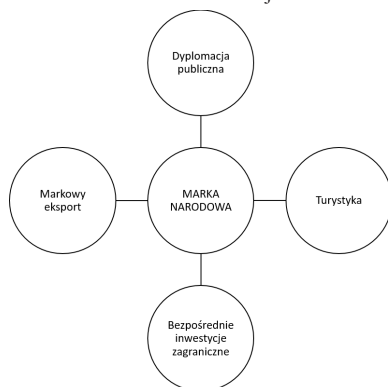 Dyplomacja
publiczna
Markowy
eksport
MARKA
NARODOWA
Turystyka
Bezpośrednie
inwestycje
zagraniczne